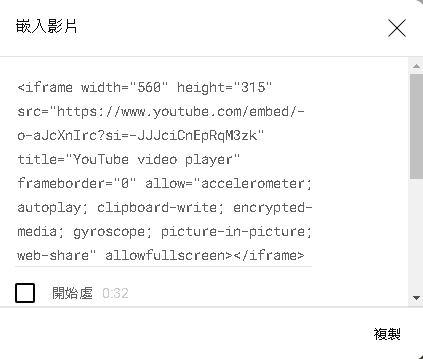 嵌入影片
<iframe width="560" height="315"
src="https://www.youtube.com/embed/-
o-aJcXnIrc?si=-JJJciCnEpRqM3zk"
title="YouTube video player"
frameborder="0" allow="accelerometer;
autoplay; clipboard-write; encrypted-
media; gyroscope; picture-in-picture;
web-share" allowfullscreen></iframe>
開始處 0:32
複製